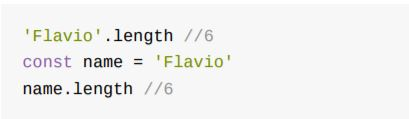 'Flavio'.length //6
const name = 'Flavio'
name.length //6